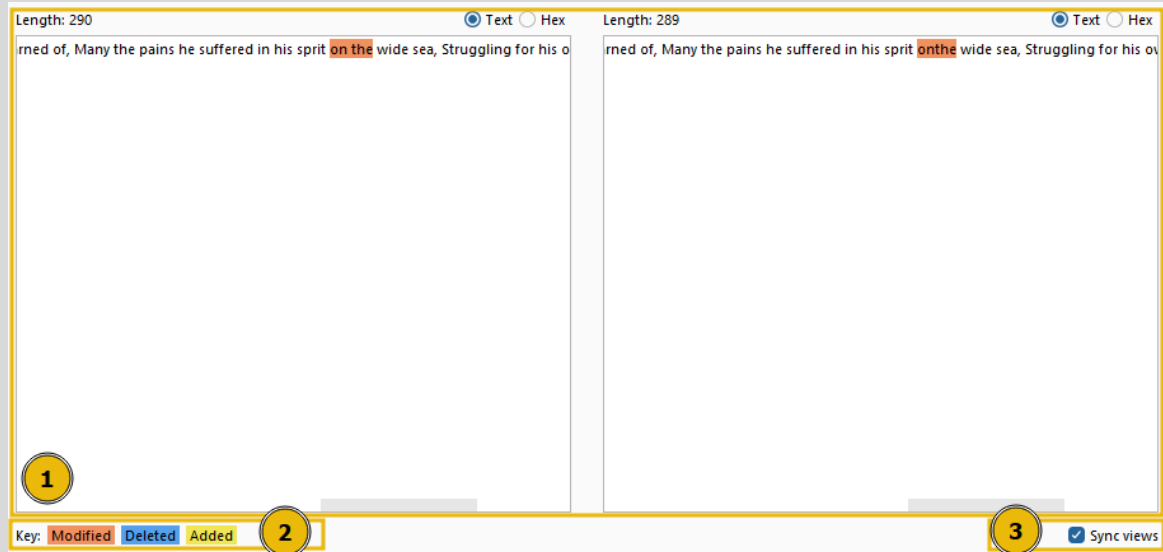 Length: 290 Text Hex Length: 289 Text Hex
rned of, Many the pains he suffered in his sprit on the wide sea, Struggling for his o
rned of, Many the pains he suffered in his sprit onthe wide sea, Struggling for his ov
1
Key: Modified Deleted Added 2 3 Sync views